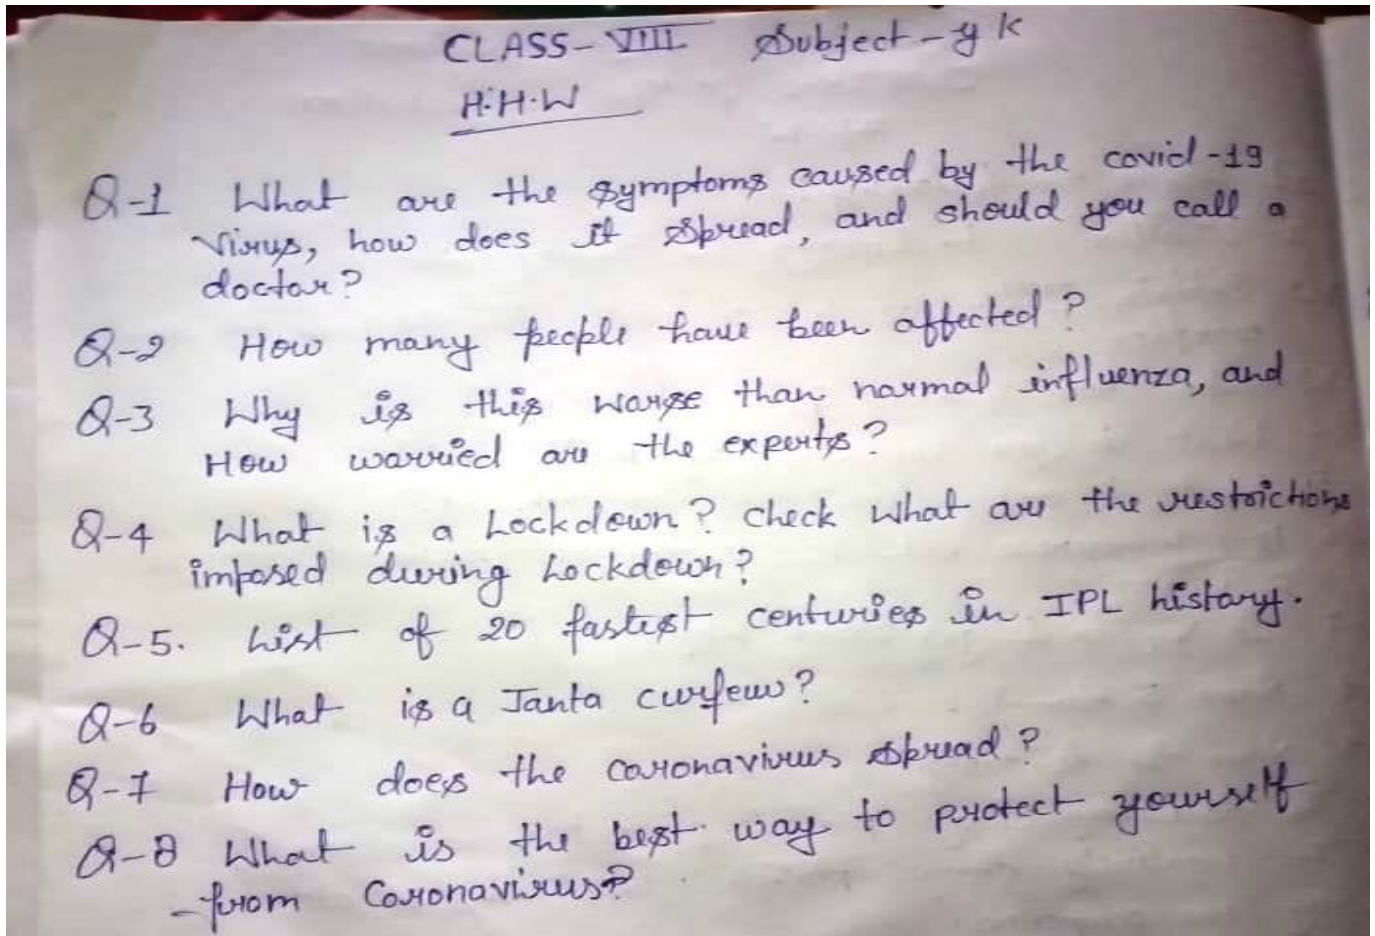 CLASS-VIII Subject-gk
H.H.W
Q-1 What are the symptoms caused by the covid-19
virus, how does it spread, and should you call a
doctor?
Q-2 How many people have been affected?
Q-3 Why is this worse than normal influenza, and
How worried are the experts?
Q-4 What is a Lockdown? check what are the restrictions
imposed during Lockdown?
Q-5. List of 20 fastest centuries in IPL history.
Q-6 What is a Janta curfew?
Q-7 How does the coronavirus spread?
Q-8 What is the best way to protect yourself
from Coronavirus?